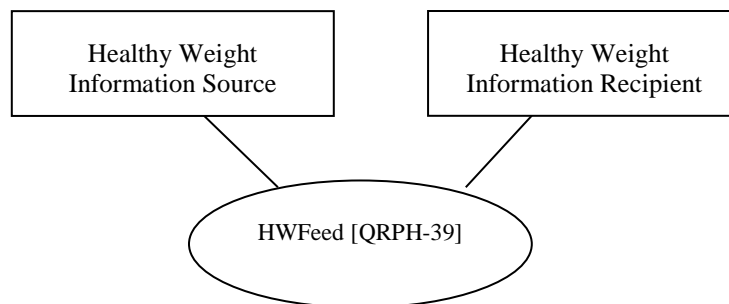 Healthy Weight
Information Source
Healthy Weight
Information Recipient
HWFeed [QRPH-39]